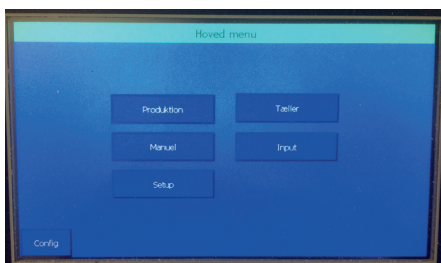 Hoved menu
Produktion
Tæller
Manuel
Input
Setup
Config